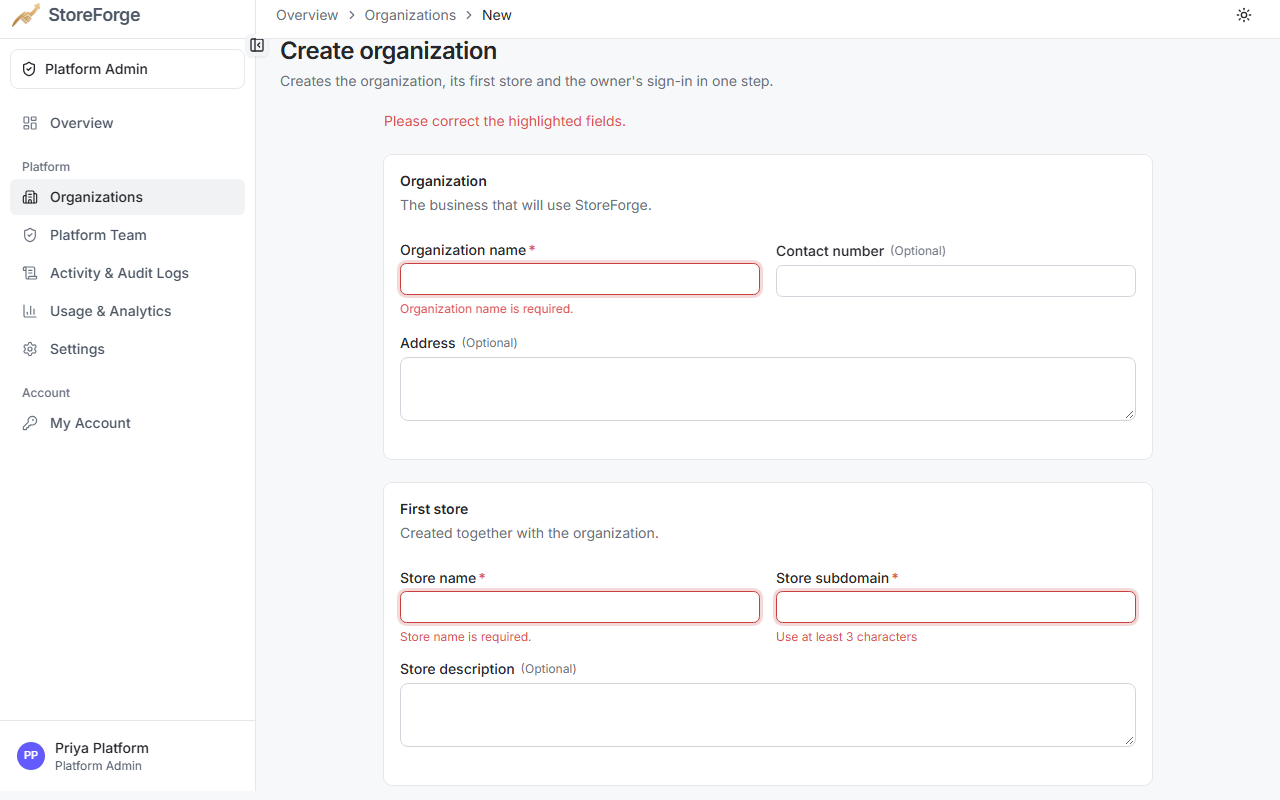 StoreForge
Overview > Organizations > New
Platform Admin
Overview
Platform
Organizations
Platform Team
Activity & Audit Logs
Usage & Analytics
Settings
Account
My Account
PP
Priya Platform
Platform Admin
Create organization
Creates the organization, its first store and the owner's sign-in in one step.
Please correct the highlighted fields.
Organization
The business that will use StoreForge.
Organization name *
Contact number (Optional)
Organization name is required.
Address (Optional)
First store
Created together with the organization.
Store name *
Store subdomain *
Store name is required.
Use at least 3 characters
Store description (Optional)